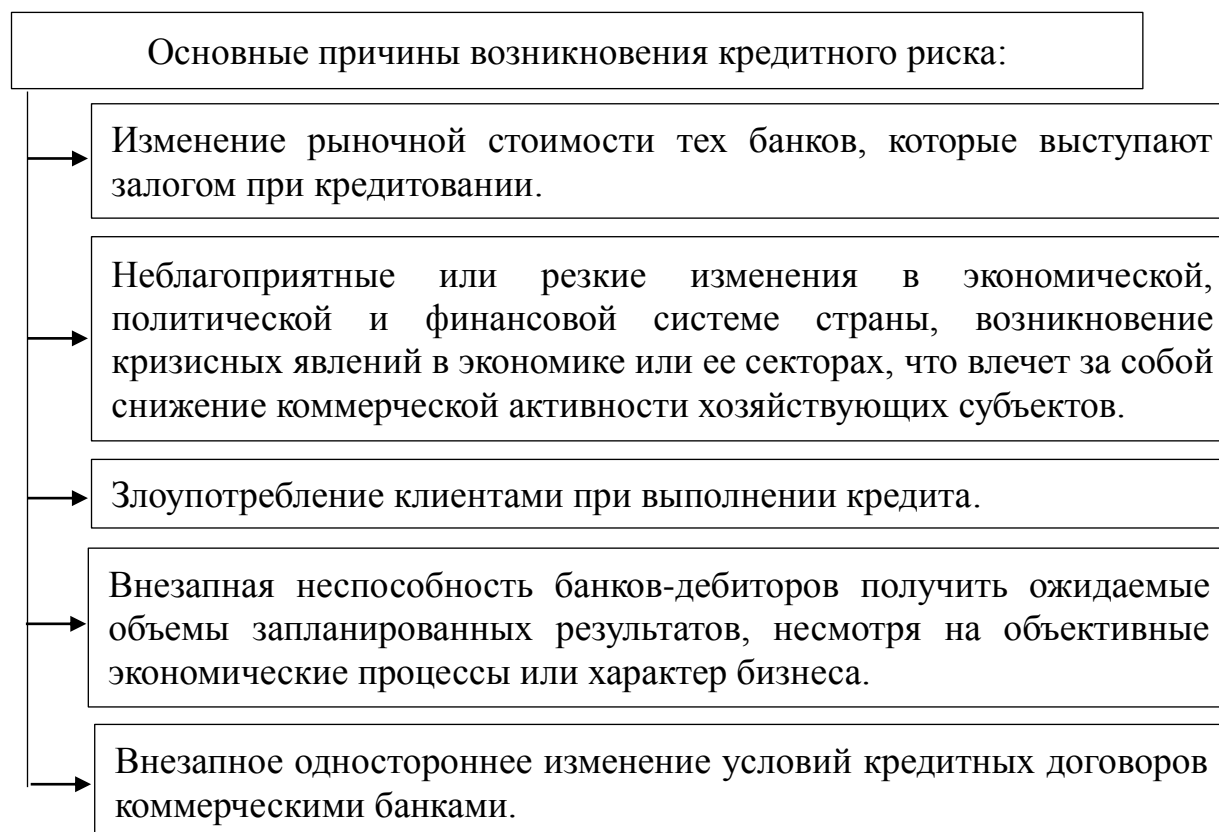 Основные причины возникновения кредитного риска:
Изменение рыночной стоимости тех банков, которые выступают
залогом при кредитовании.
Неблагоприятные или резкие изменения в экономической,
политической и финансовой системе страны, возникновение
кризисных явлений в экономике или ее секторах, что влечет за собой
снижение коммерческой активности хозяйствующих субъектов.
Злоупотребление клиентами при выполнении кредита.
Внезапная неспособность банков-дебиторов получить ожидаемые
объемы запланированных результатов, несмотря на объективные
экономические процессы или характер бизнеса.
Внезапное одностороннее изменение условий кредитных договоров
коммерческими банками.